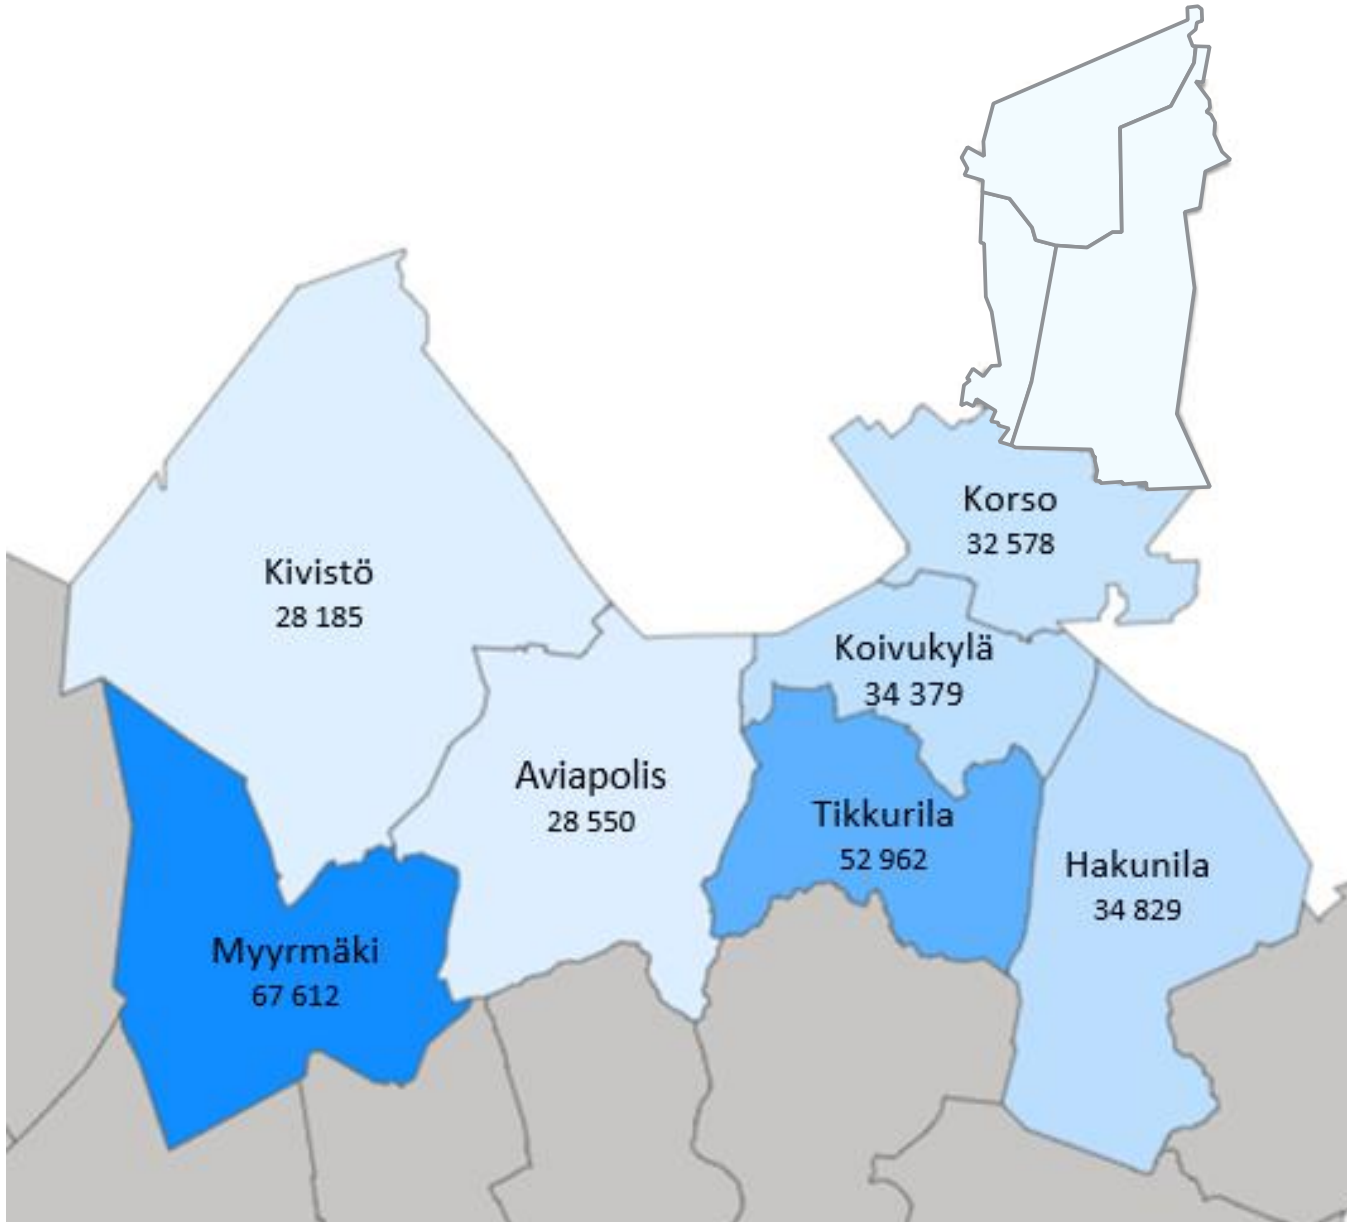 Korso
32 578
Kivistö
28 185
Koivukylä
34 379
Aviapolis
28 550
Tikkurila
52 962
Hakunila
34 829
Myyrmäki
67 612